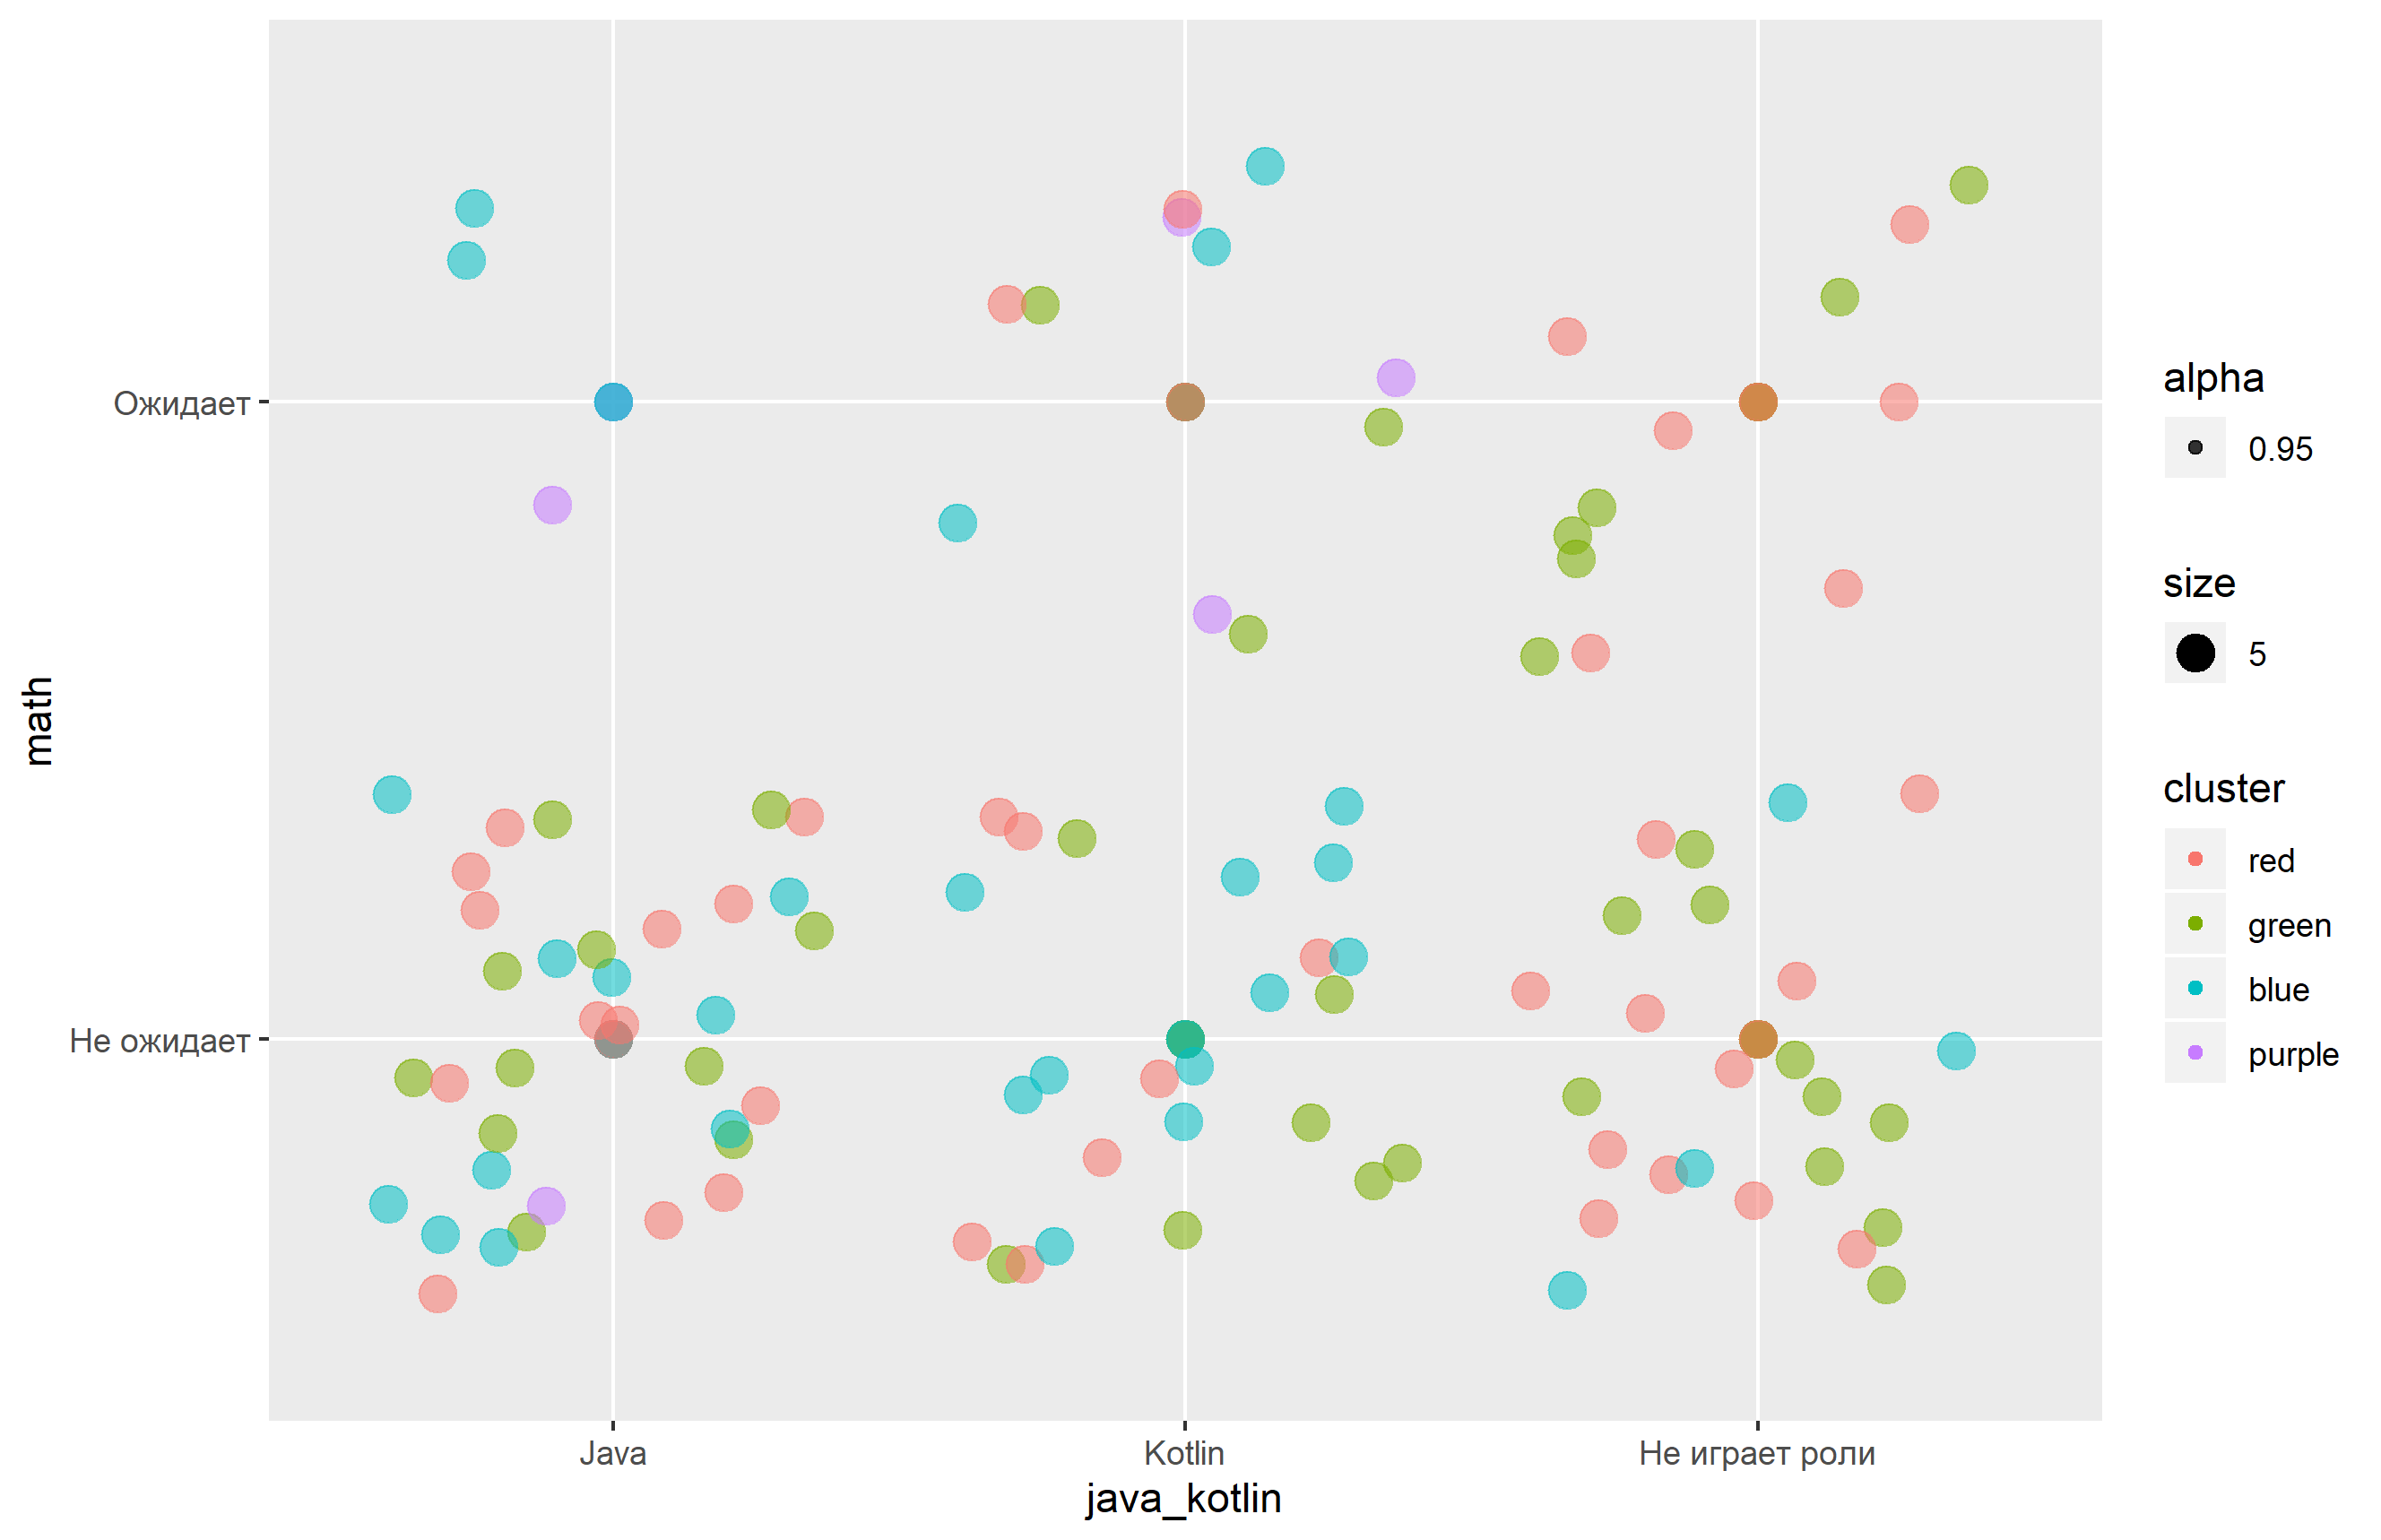 math
Ожидает
Не ожидает
Java
Kotlin
Не играет роли
java_kotlin
alpha
0.95
size
5
cluster
red
green
blue
purple